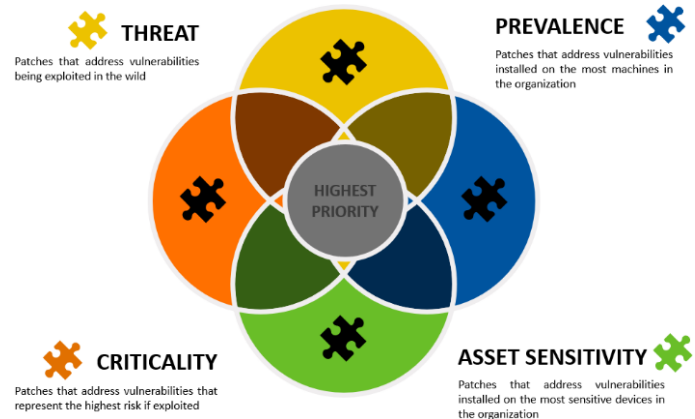 THREAT
Patches that address vulnerabilities
being exploited in the wild
PREVALENCE
Patches that address vulnerabilities
installed on the most machines in
the organization
HIGHEST
PRIORITY
CRITICALITY
Patches that address vulnerabilities that
represent the highest risk if exploited
ASSET SENSITIVITY
Patches that address vulnerabilities
installed on the most sensitive devices in
the organization